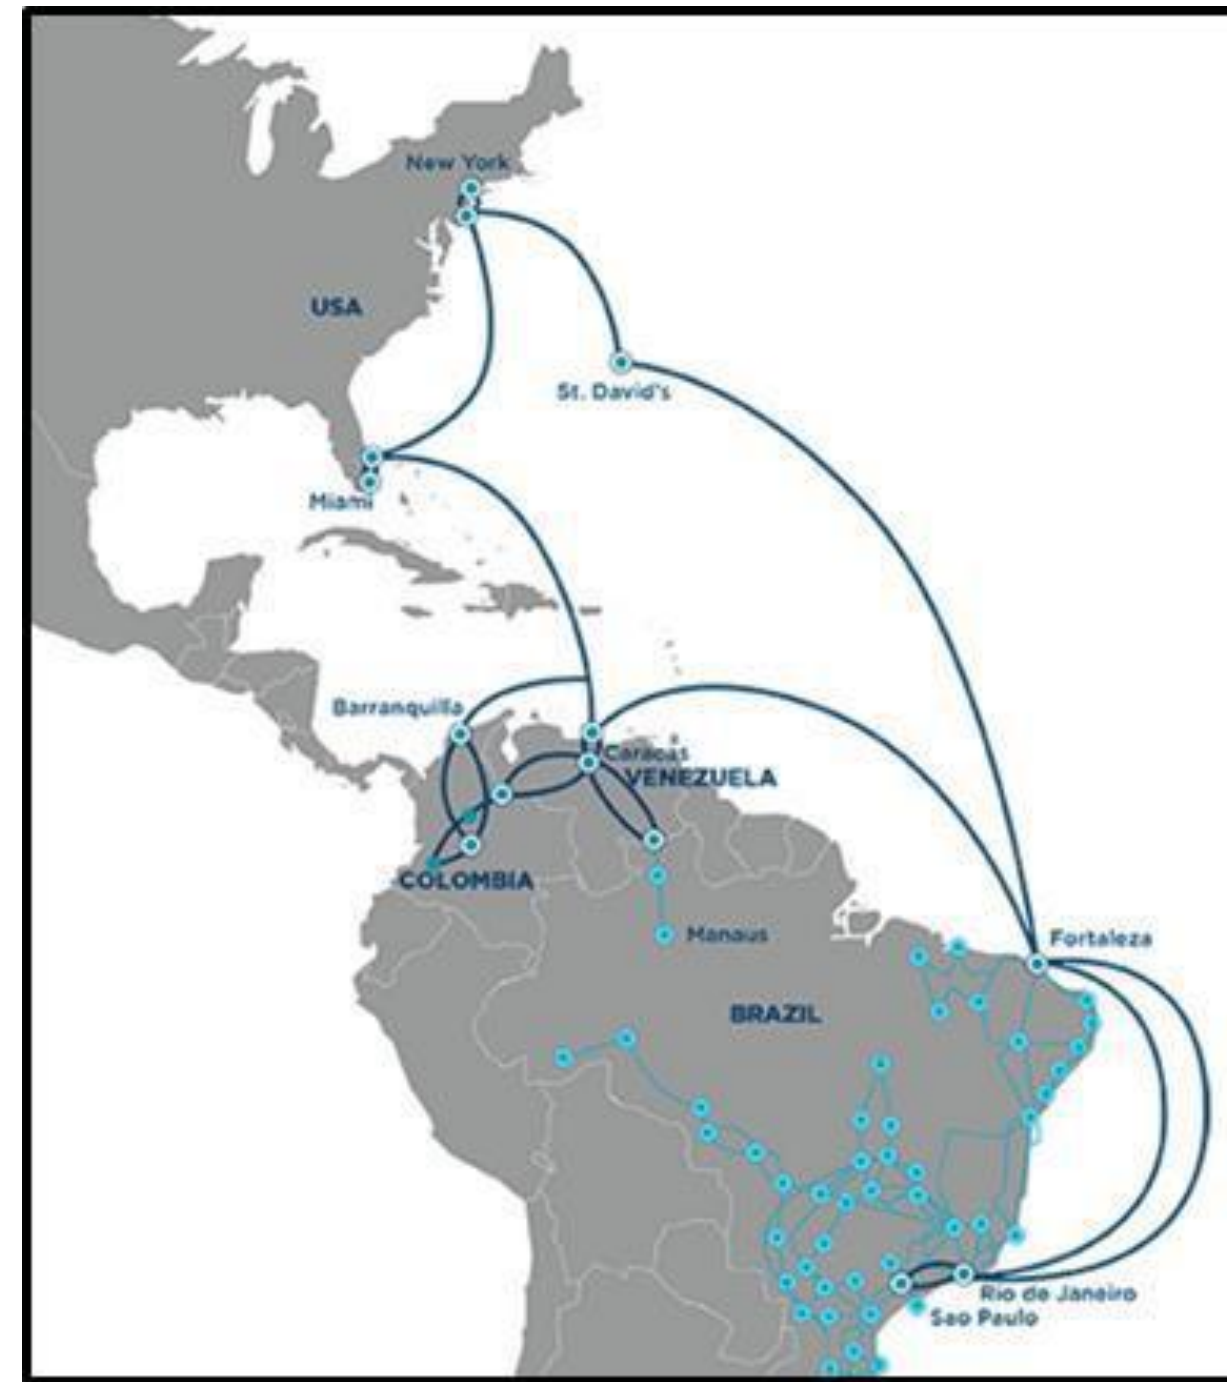 New York
USA
St. David's
Miami
Barranquilla
Caracas
VENEZUELA
COLOMBIA
Manaus
Fortaleza
BRAZIL
Rio de Janeiro
Sao Paulo